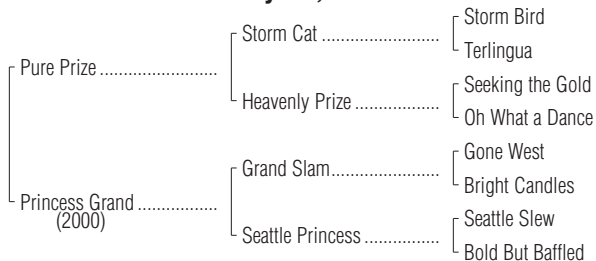 Storm Bird
Storm Cat ........................
Terlingua
Pure Prize ........................
Seeking the Gold
Heavenly Prize .................
Oh What a Dance
Gone West
Grand Slam......................
Bright Candles
Princess Grand ................
(2000)
Seattle Slew
Seattle Princess ...............
Bold But Baffled